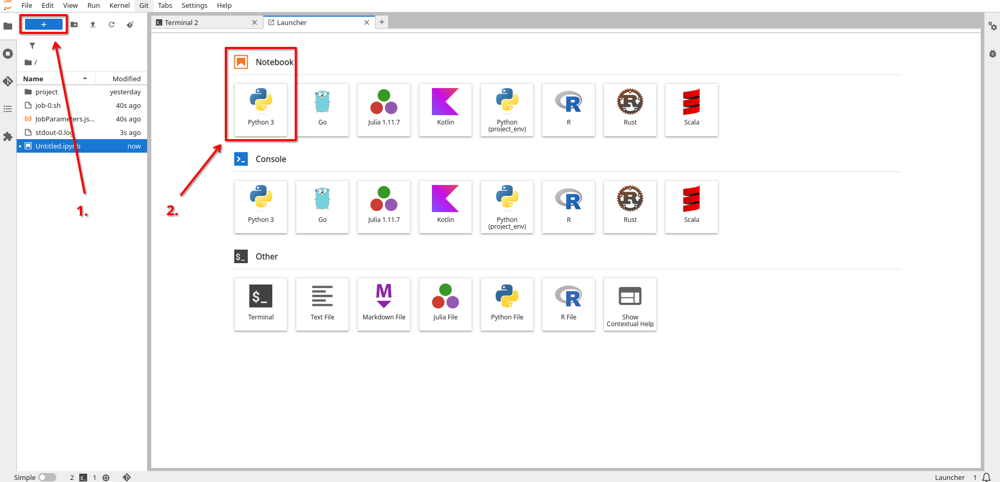 File Edit View Run Kernel Git Tabs Settings Help
Terminal 2
Launcher
/
Name Modified
project yesterday
job-0.sh 40s ago
JobParameters.js... 40s ago
stdout-0.log 3s ago
Untitled.ipynb now
1.
2.
Notebook
Python 3
Go
Julia 1.11.7
Kotlin
Python
(project_env)
R
Rust
Scala
Console
Python 3
Go
Julia 1.11.7
Kotlin
Python
(project_env)
R
Rust
Scala
$_ Other
$_
Terminal
Text File
M
Markdown File
Julia File
Python File
R File
Show
Contextual Help
Simple 2 $_ 1
Launcher 1